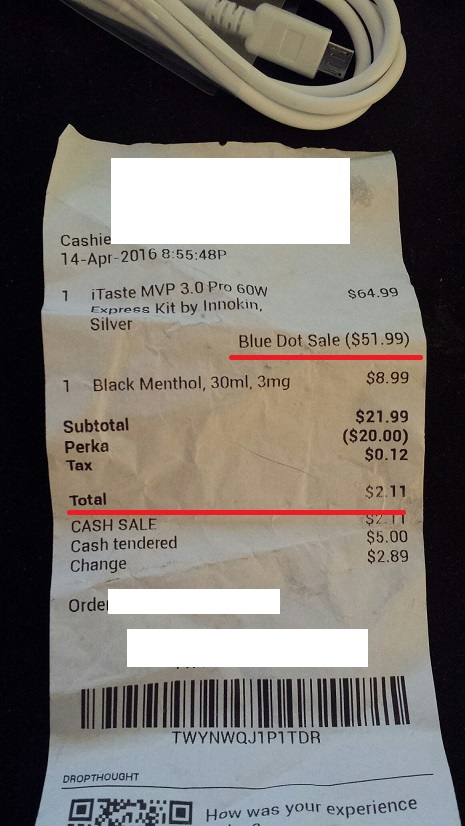 Cashie
14-Apr-2016 8:55:48P
1 iTaste MVP 3.0 Pro 60W $64.99
Express Kit by Innokin,
Silver
Blue Dot Sale ($51.99)
1 Black Menthol, 30ml, 3mg $8.99
Subtotal $21.99
Perka ($20.00)
Tax $0.12
Total $2.11
CASH SALE $2.11
Cash tendered $5.00
Change $2.89
Order
TWYNWQJ1P1TDR
DROPTHOUGHT
How was your experience